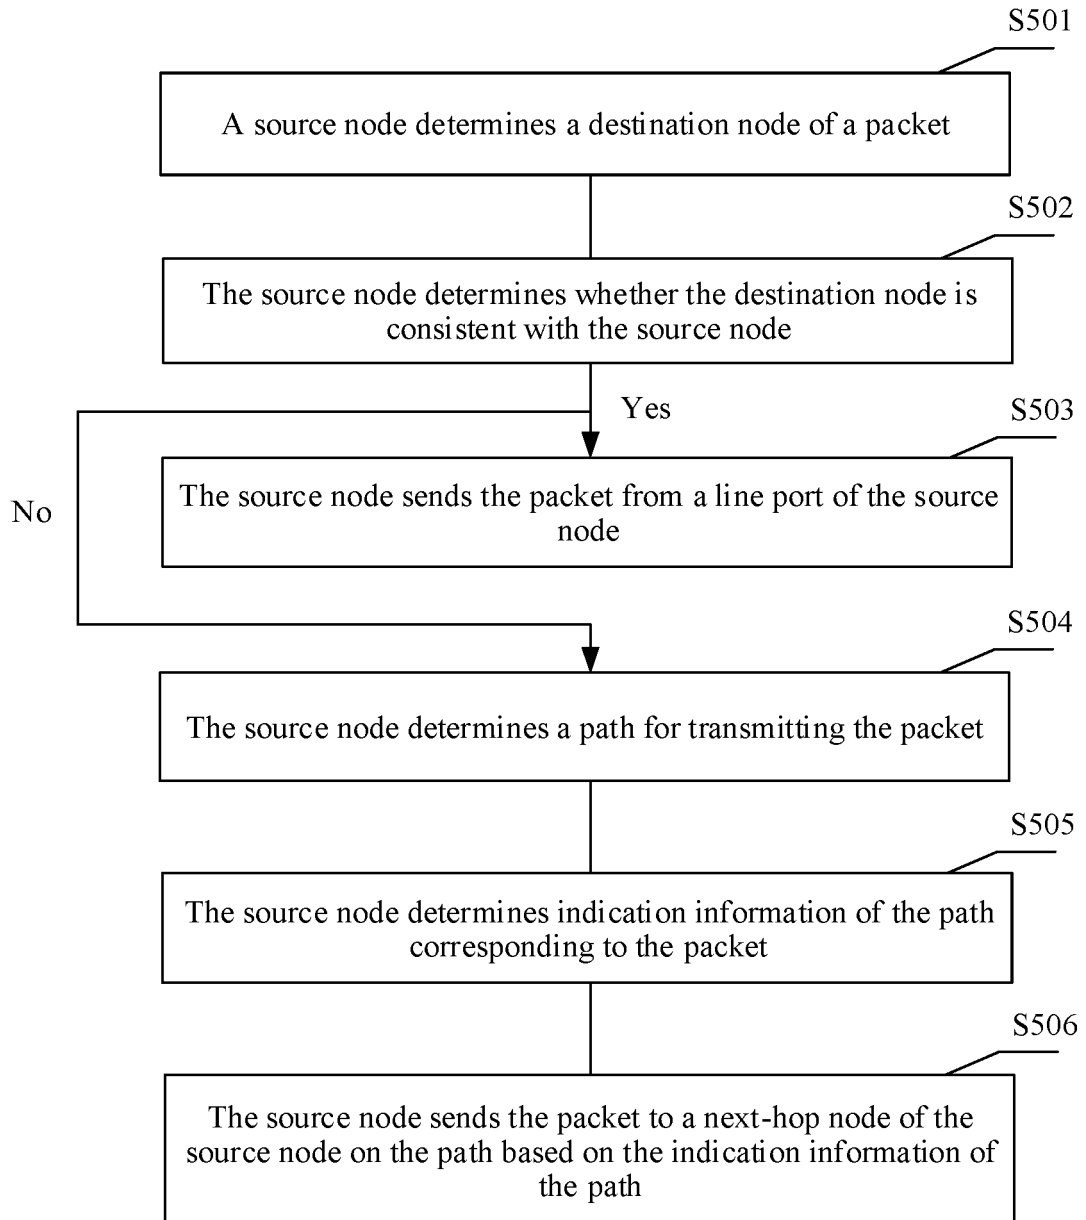 S501
A source node determines a destination node of a packet
S502
The source node determines whether the destination node is
consistent with the source node
Yes
S503
The source node sends the packet from a line port of the source
node
No
S504
The source node determines a path for transmitting the packet
S505
The source node determines indication information of the path
corresponding to the packet
S506
The source node sends the packet to a next-hop node of the
source node on the path based on the indication information of
the path